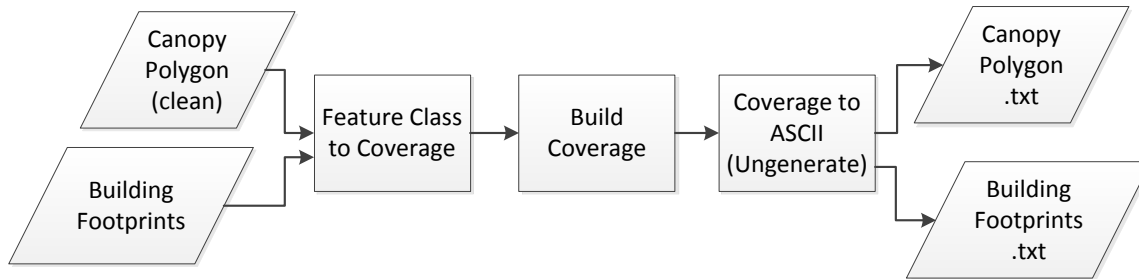 Canopy
Polygon
(clean)
Building
Footprints
Feature Class
to Coverage
Build
Coverage
Coverage to
ASCII
(Ungenerate)
Canopy
Polygon
.txt
Building
Footprints
.txt